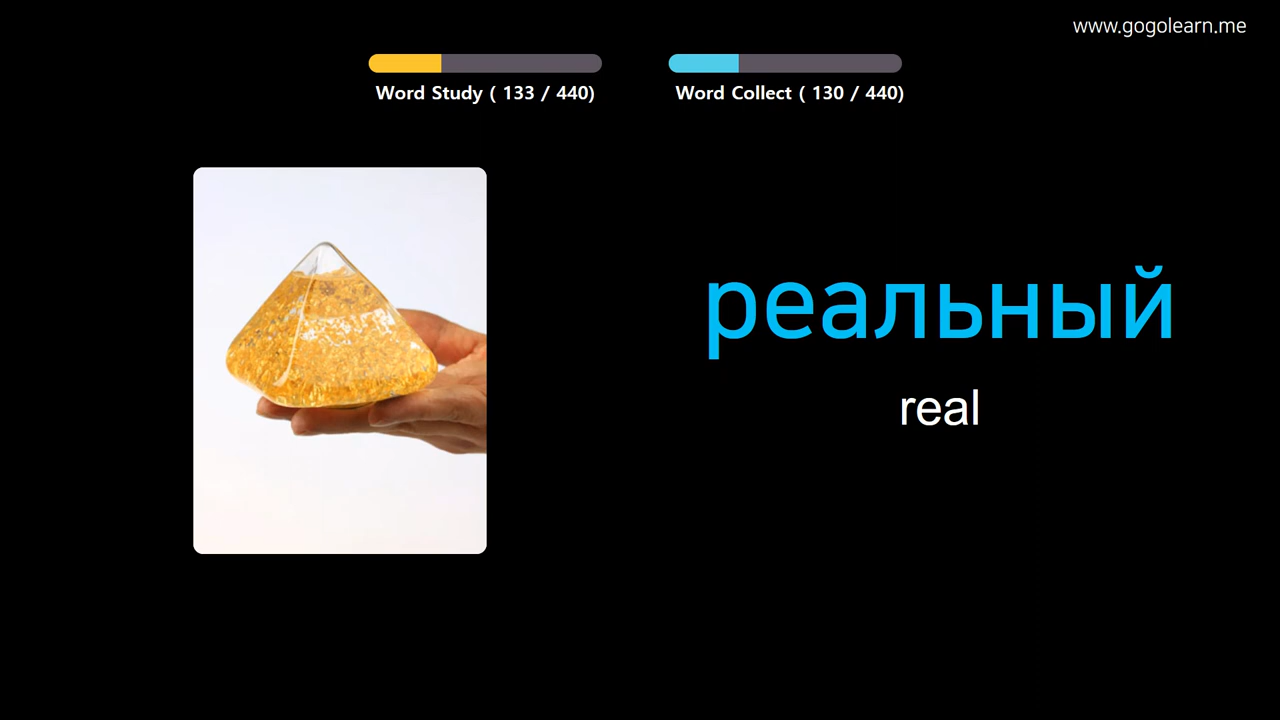 www.gogolearn.me
Word Study ( 133 / 440)
Word Collect ( 130 / 440)
реальный
real